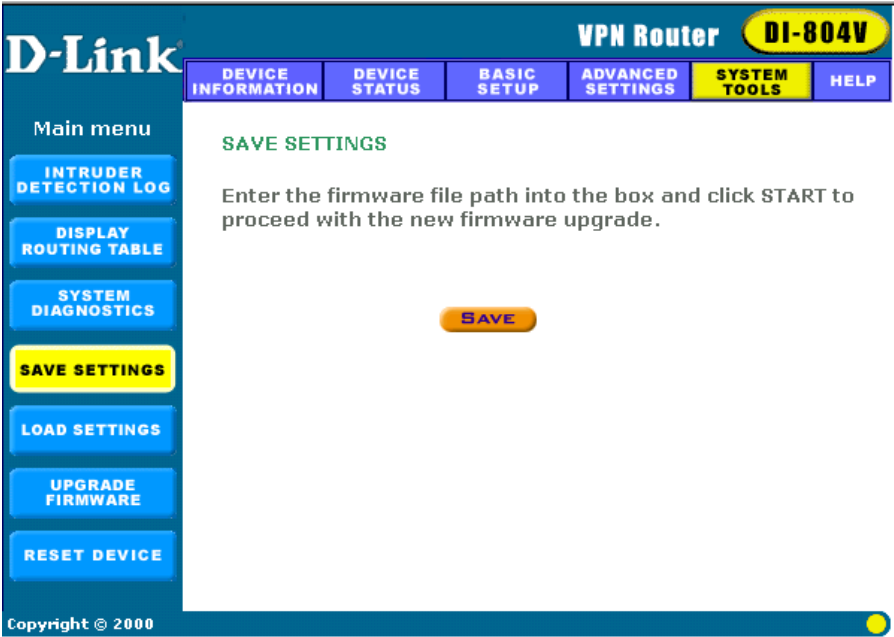 D-Link
VPN Router DI-804V
DEVICE
INFORMATION
DEVICE
STATUS
BASIC
SETUP
ADVANCED
SETTINGS
SYSTEM
TOOLS
HELP
Main menu
INTRUDER
DETECTION LOG
DISPLAY
ROUTING TABLE
SYSTEM
DIAGNOSTICS
SAVE SETTINGS
LOAD SETTINGS
UPGRADE
FIRMWARE
RESET DEVICE
SAVE SETTINGS
Enter the firmware file path into the box and click START to
proceed with the new firmware upgrade.
SAVE
Copyright © 2000